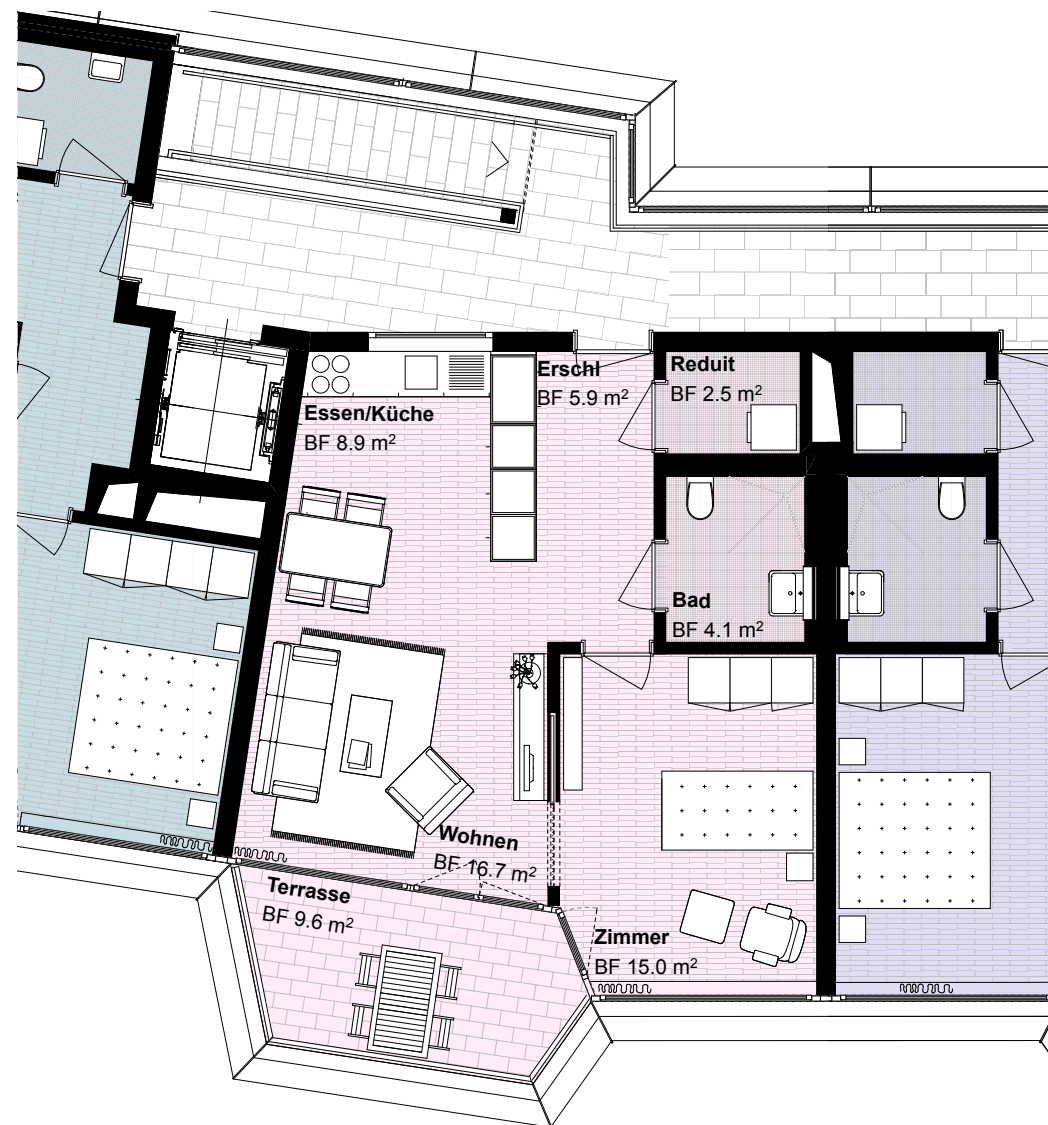 Erschl
BF 5.9 m²
Reduit
BF 2.5 m²
Essen/Küche
BF 8.9 m²
Bad
BF 4.1 m²
Wohnen
BF 16.7 m²
Terrasse
BF 9.6 m²
Zimmer
BF 15.0 m²